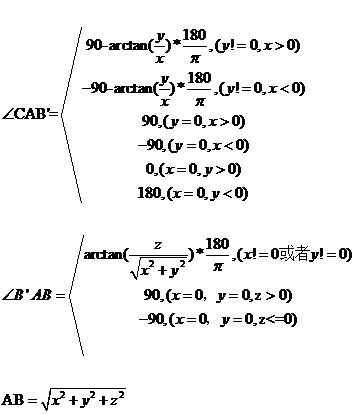 90-arctan(y/x)*180/π,(y!=0,x>0)
-90-arctan(y/x)*180/π,(y!=0,x<0)
∠CAB'=
90,(y=0,x>0)
-90,(y=0,x<0)
0,(x=0,y>0)
180,(x=0,y<0)
arctan(z/√(x²+y²))*180/π,(x!=0或者y!=0)
∠B'AB=
90,(x=0，y=0,z>0)
-90,(x=0，y=0,z<=0)
AB=√(x²+y²+z²)